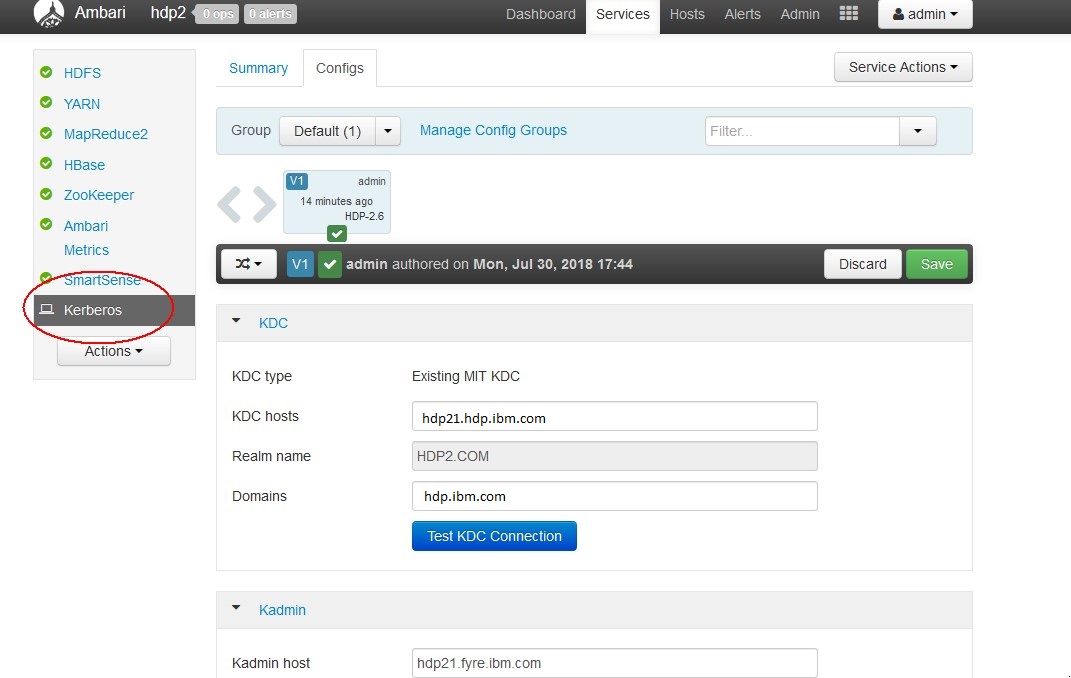 Ambari hdp2 0 ops 0 alerts Dashboard Services Hosts Alerts Admin admin
HDFS
YARN
MapReduce2
HBase
ZooKeeper
Ambari
Metrics
SmartSense
Kerberos
Actions
Summary Configs Service Actions
Group Default (1) Manage Config Groups Filter...
V1 admin
14 minutes ago
HDP-2.6
V1 admin authored on Mon, Jul 30, 2018 17:44 Discard Save
KDC
KDC type Existing MIT KDC
KDC hosts hdp21.hdp.ibm.com
Realm name HDP2.COM
Domains hdp.ibm.com
Test KDC Connection
Kadmin
Kadmin host hdp21.fyre.ibm.com